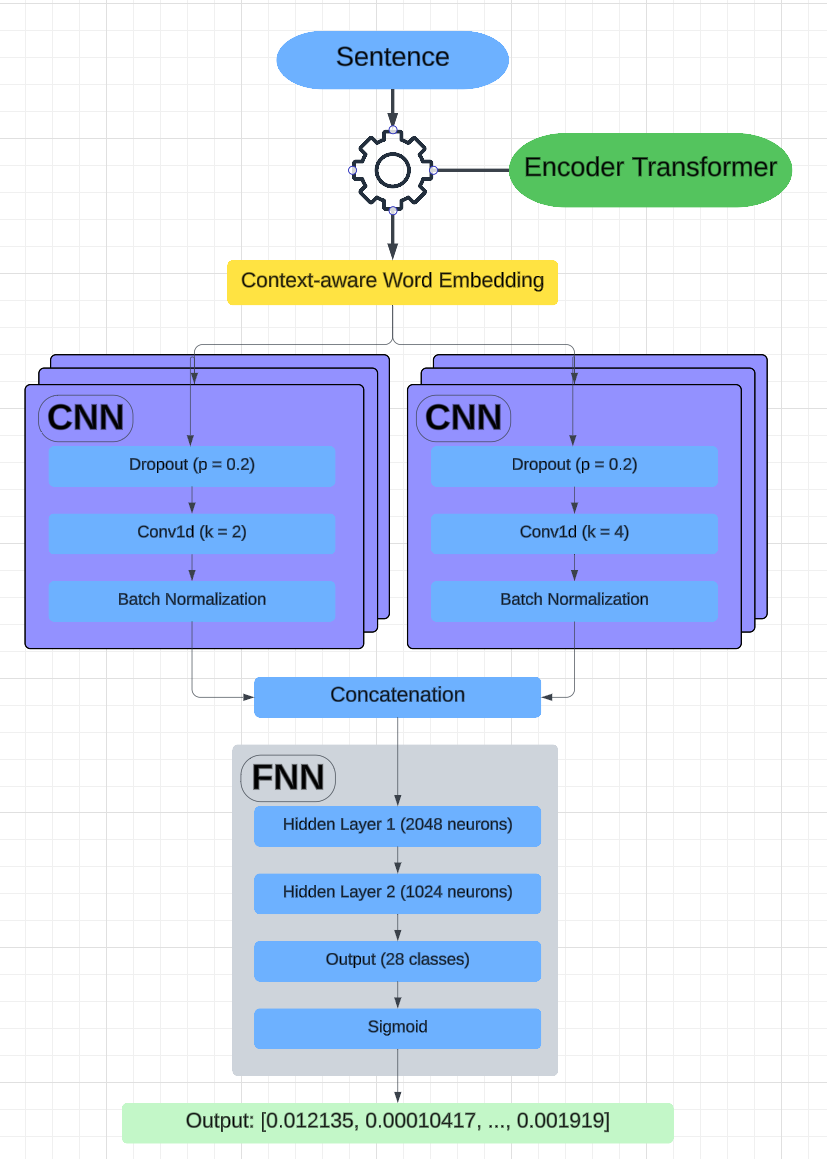 Sentence
Encoder Transformer
Context-aware Word Embedding
CNN
Dropout (p = 0.2)
Conv1d (k = 2)
Batch Normalization
CNN
Dropout (p = 0.2)
Conv1d (k = 4)
Batch Normalization
Concatenation
FNN
Hidden Layer 1 (2048 neurons)
Hidden Layer 2 (1024 neurons)
Output (28 classes)
Sigmoid
Output: [0.012135, 0.00010417, ..., 0.001919]